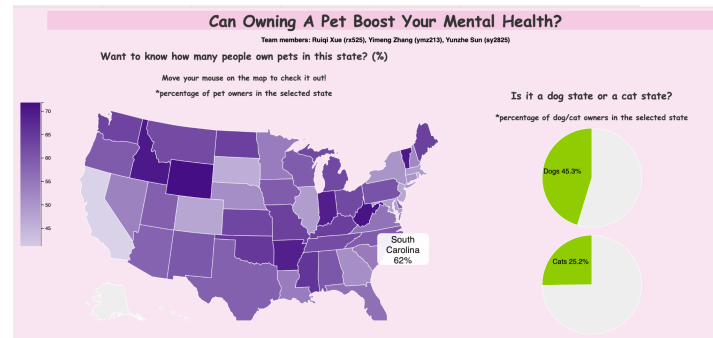 Can Owning A Pet Boost Your Mental Health?
Team members: Ruiqi Xue (rx525), Yimeng Zhang (ymz213), Yunzhe Sun (sy2825)
Want to know how many people own pets in this state? (%)
Move your mouse on the map to check it out!
*percentage of pet owners in the selected state
70
65
60
55
50
45
South
Carolina
62%
Is it a dog state or a cat state?
*percentage of dog/cat owners in the selected state
Dogs 45.3%
Cats 25.2%